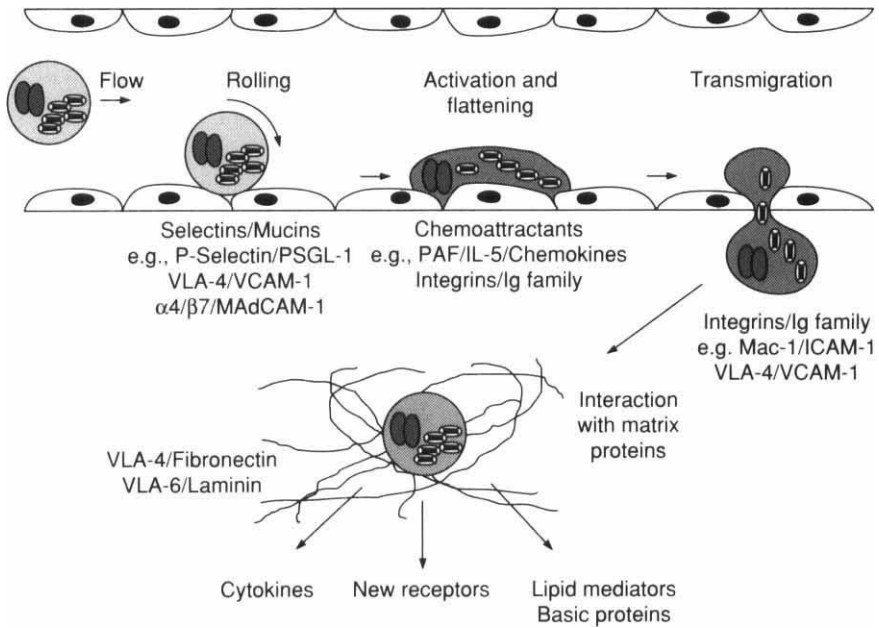 Flow
Rolling
Activation and
flattening
Transmigration
Selectins/Mucins
e.g., P-Selectin/PSGL-1
VLA-4/VCAM-1
α4/β7/MAdCAM-1
Chemoattractants
e.g., PAF/IL-5/Chemokines
Integrins/Ig family
Integrins/Ig family
e.g. Mac-1/ICAM-1
VLA-4/VCAM-1
Interaction
with matrix
proteins
VLA-4/Fibronectin
VLA-6/Laminin
Cytokines
New receptors
Lipid mediators
Basic proteins